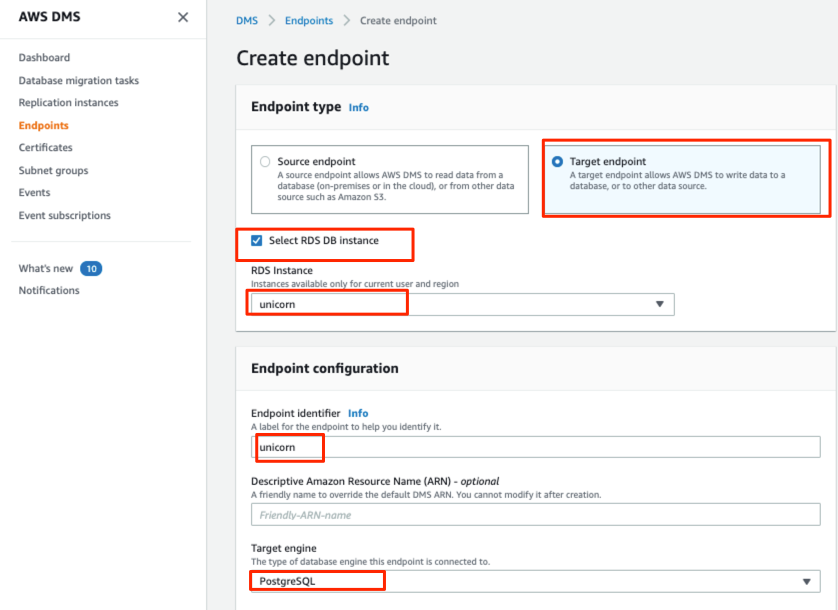 AWS DMS
Dashboard
Database migration tasks
Replication instances
Endpoints
Certificates
Subnet groups
Events
Event subscriptions
What's new 10
Notifications
DMS > Endpoints > Create endpoint
Create endpoint
Endpoint type Info
Source endpoint
A source endpoint allows AWS DMS to read data from a
database (on-premises or in the cloud), or from other data
source such as Amazon S3.
Target endpoint
A target endpoint allows AWS DMS to write data to a
database, or to other data source.
Select RDS DB instance
RDS Instance
Instances available only for current user and region
unicorn
Endpoint configuration
Endpoint identifier Info
A label for the endpoint to help you identify it.
unicorn
Descriptive Amazon Resource Name (ARN) - optional
A friendly name to override the default DMS ARN. You cannot modify it after creation.
Friendly-ARN-name
Target engine
The type of database engine this endpoint is connected to.
PostgreSQL